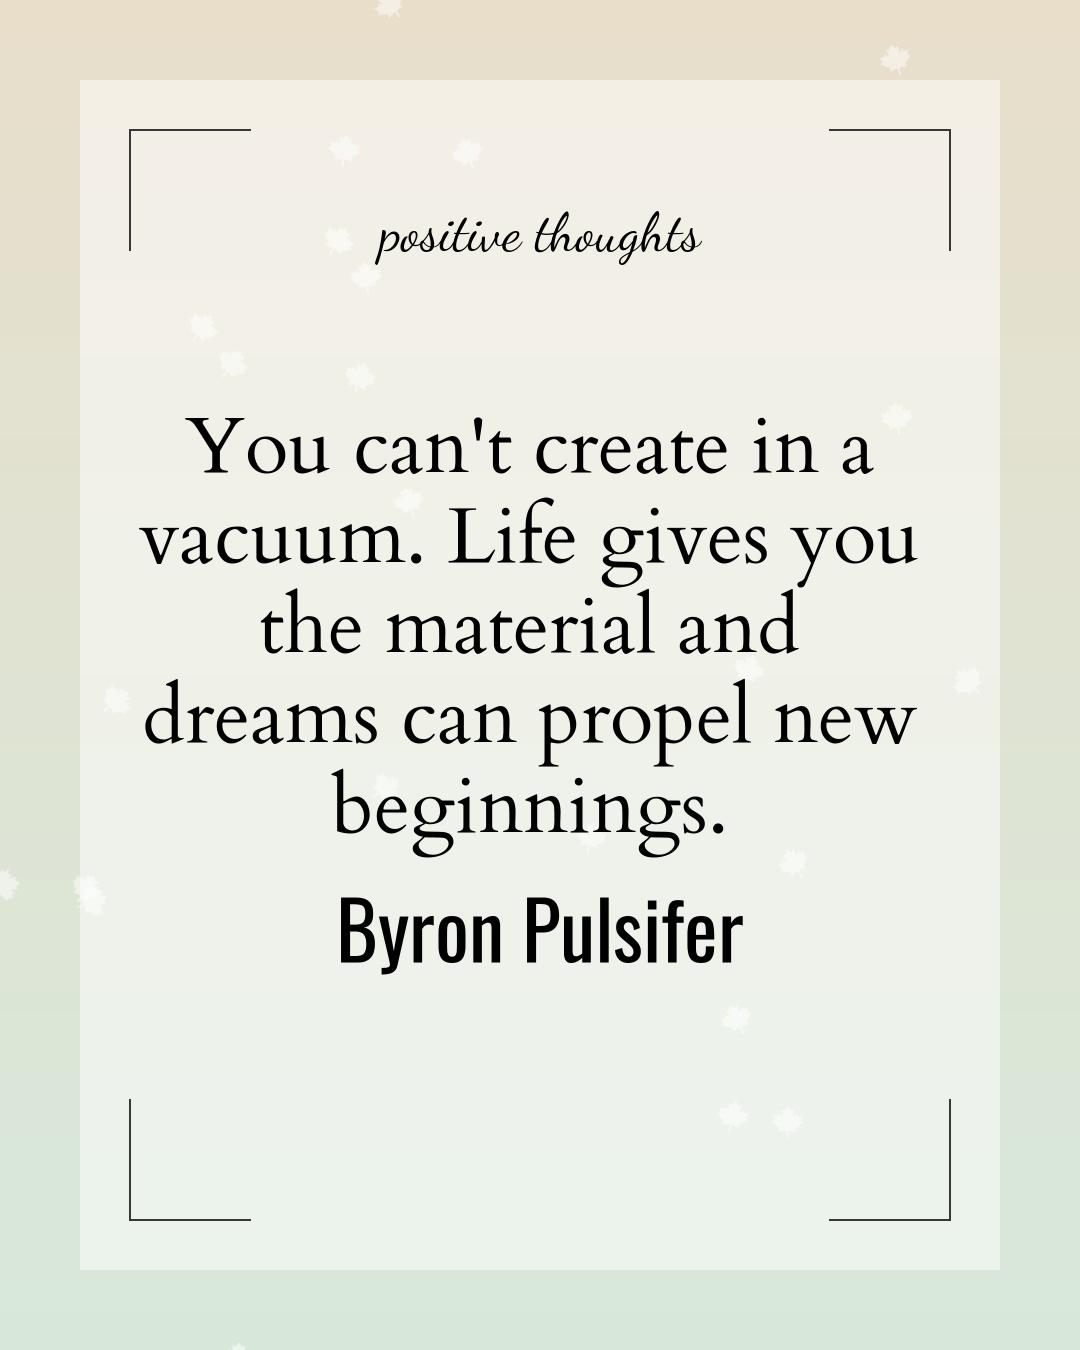 positive thoughts
You can't create in a
vacuum. Life gives you
the material and
dreams can propel new
beginnings.
Byron Pulsifer